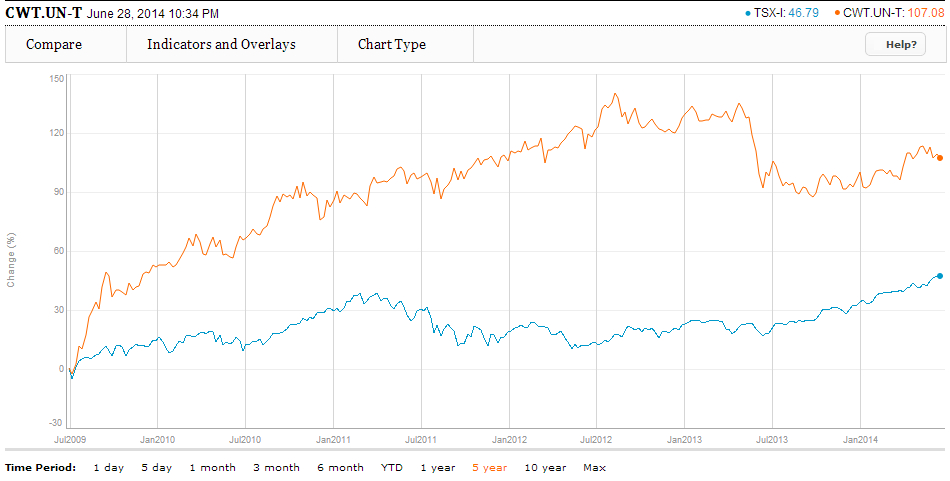 CWT.UN-T June 28, 2014 10:34 PM TSX-I: 46.79 CWT.UN-T: 107.08
Compare Indicators and Overlays Chart Type Help?
150
120
90
60
30
0
-30
Change (%)
Jul2009 Jan2010 Jul2010 Jan2011 Jul2011 Jan2012 Jul2012 Jan2013 Jul2013 Jan2014
Time Period: 1 day 5 day 1 month 3 month 6 month YTD 1 year 5 year 10 year Max